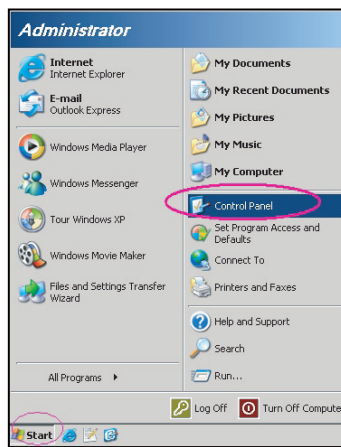 Administrator
Internet
Internet Explorer
E-mail
Outlook Express
Windows Media Player
Windows Messenger
Tour Windows XP
Windows Movie Maker
Files and Settings Transfer
Wizard
All Programs
My Documents
My Recent Documents
My Pictures
My Music
My Computer
Control Panel
Set Program Access and
Defaults
Connect To
Printers and Faxes
Help and Support
Search
Run...
Log Off
Turn Off Compute
Start